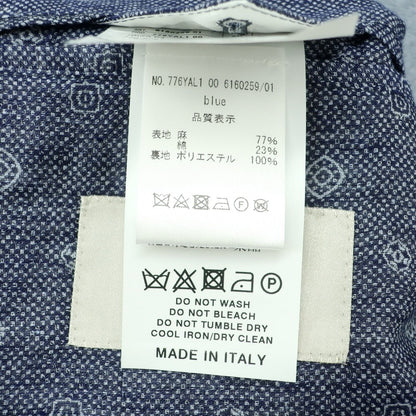 NO. 776YAL1 00 6160259/01
blue
品質表示
表地 麻 77%
綿 23%
裏地 ポリエステル 100%
DO NOT WASH
DO NOT BLEACH
DO NOT TUMBLE DRY
COOL IRON/DRY CLEAN
MADE IN ITALY